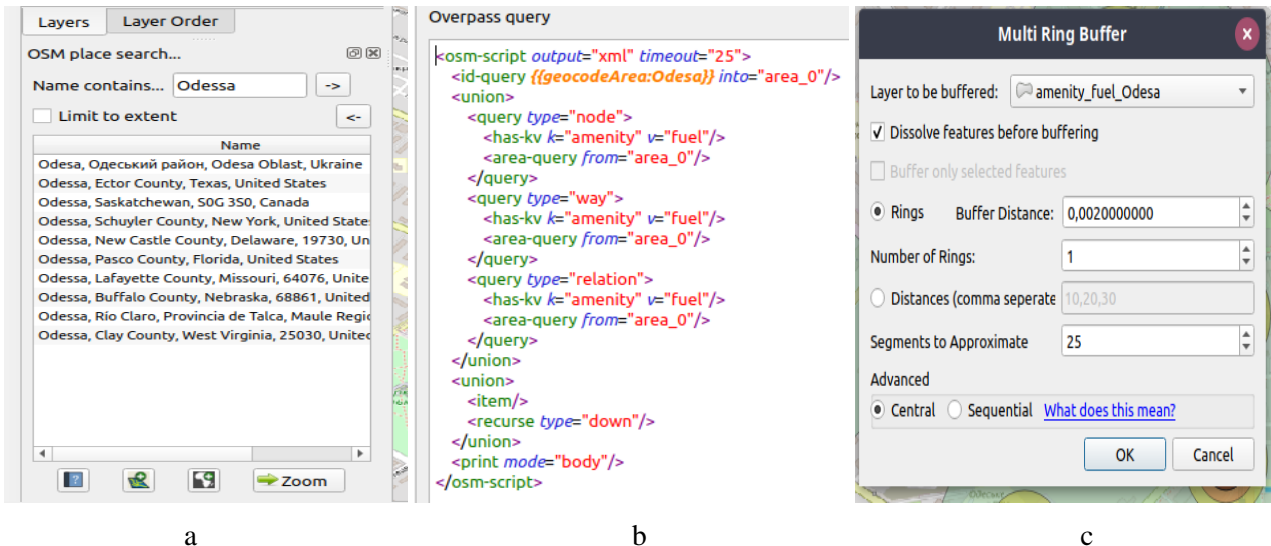 Layers Layer Order
OSM place search...
Name contains... Odessa ->
Limit to extent <-
Name
Odesa, Одеський район, Odesa Oblast, Ukraine
Odessa, Ector County, Texas, United States
Odessa, Saskatchewan, S0G 3S0, Canada
Odessa, Schuyler County, New York, United State
Odessa, New Castle County, Delaware, 19730, Un
Odessa, Pasco County, Florida, United States
Odessa, Lafayette County, Missouri, 64076, Unite
Odessa, Buffalo County, Nebraska, 68861, United
Odessa, Río Claro, Provincia de Talca, Maule Regio
Odessa, Clay County, West Virginia, 25030, United
Zoom
a
Overpass query
<osm-script output="xml" timeout="25">
<id-query {{geocodeArea:Odesa}} into="area_0"/>
<union>
<query type="node">
<has-kv k="amenity" v="fuel"/>
<area-query from="area_0"/>
</query>
<query type="way">
<has-kv k="amenity" v="fuel"/>
<area-query from="area_0"/>
</query>
<query type="relation">
<has-kv k="amenity" v="fuel"/>
<area-query from="area_0"/>
</query>
</union>
<union>
<item/>
<recurse type="down"/>
</union>
<print mode="body"/>
</osm-script>
b
Multi Ring Buffer
Layer to be buffered: amenity_fuel_Odesa
Dissolve features before buffering
Buffer only selected features
Rings Buffer Distance: 0,0020000000
Number of Rings: 1
Distances (comma seperate 10,20,30
Segments to Approximate 25
Advanced
Central Sequential What does this mean?
OK Cancel
c